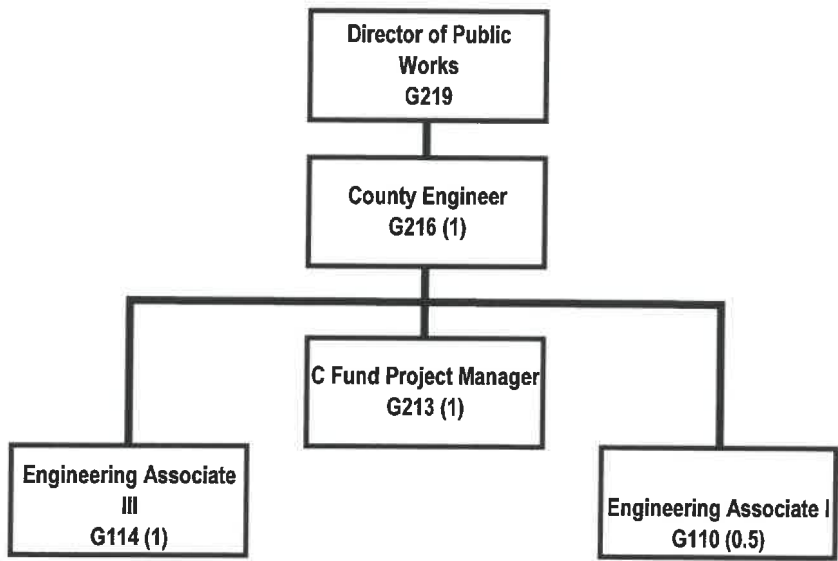 Director of Public
Works
G219
County Engineer
G216 (1)
C Fund Project Manager
G213 (1)
Engineering Associate
III
G114 (1)
Engineering Associate I
G110 (0.5)